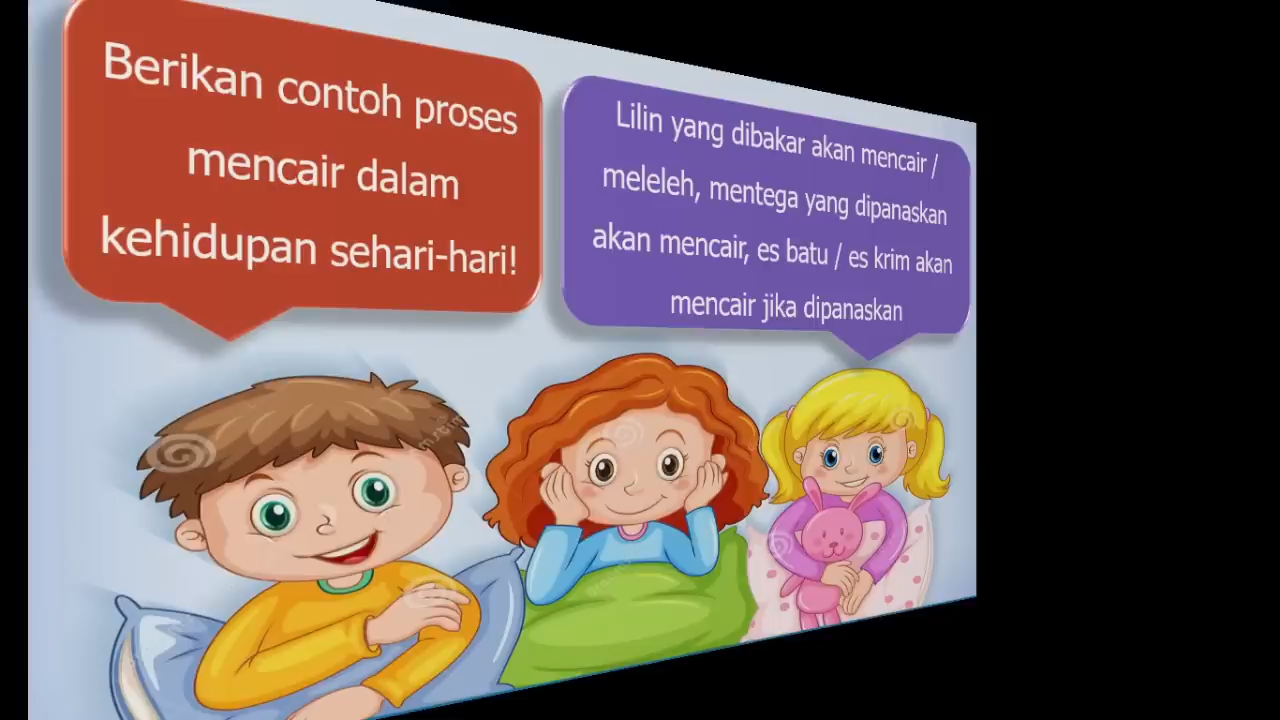 Berikan contoh proses
mencair dalam
kehidupan sehari-hari!
Lilin yang dibakar akan mencair /
meleleh, mentega yang dipanaskan
akan mencair, es batu / es krim akan
mencair jika dipanaskan